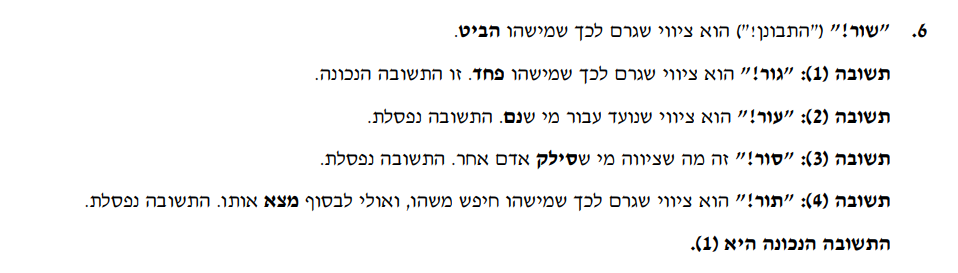 6. "שור!" ("התבונן!") הוא ציווי שגרם לכך שמישהו הביט.
תשובה (1): "גור!" הוא ציווי שגרם לכך שמישהו פחד. זו התשובה הנכונה.
תשובה (2): "עור!" הוא ציווי שנועד עבור מי שנם. התשובה נפסלת.
תשובה (3): "סור!" זה מה שציווה מי שסילק אדם אחר. התשובה נפסלת.
תשובה (4): "תור!" הוא ציווי שגרם לכך שמישהו חיפש משהו, ואולי לבסוף מצא אותו. התשובה נפסלת.
התשובה הנכונה היא (1).